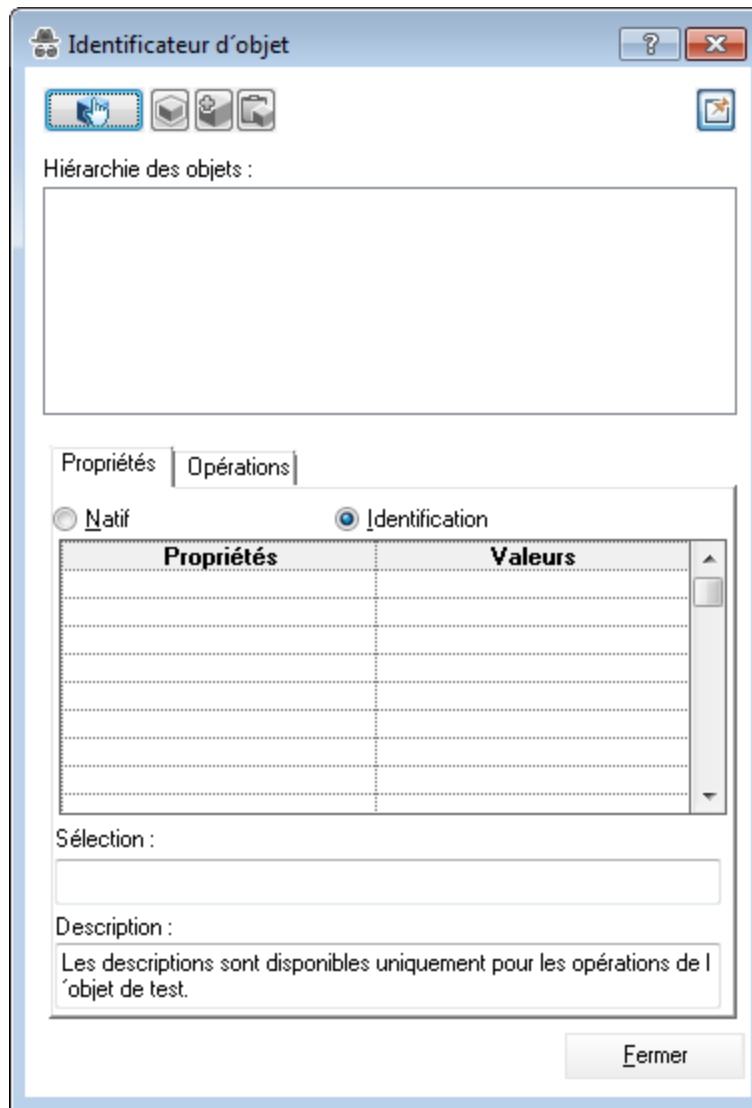 Identificateur d´objet
Hiérarchie des objets :
Propriétés Opérations
Natif Identification
Propriétés Valeurs
Sélection :
Description :
Les descriptions sont disponibles uniquement pour les opérations de l
´objet de test.
Fermer